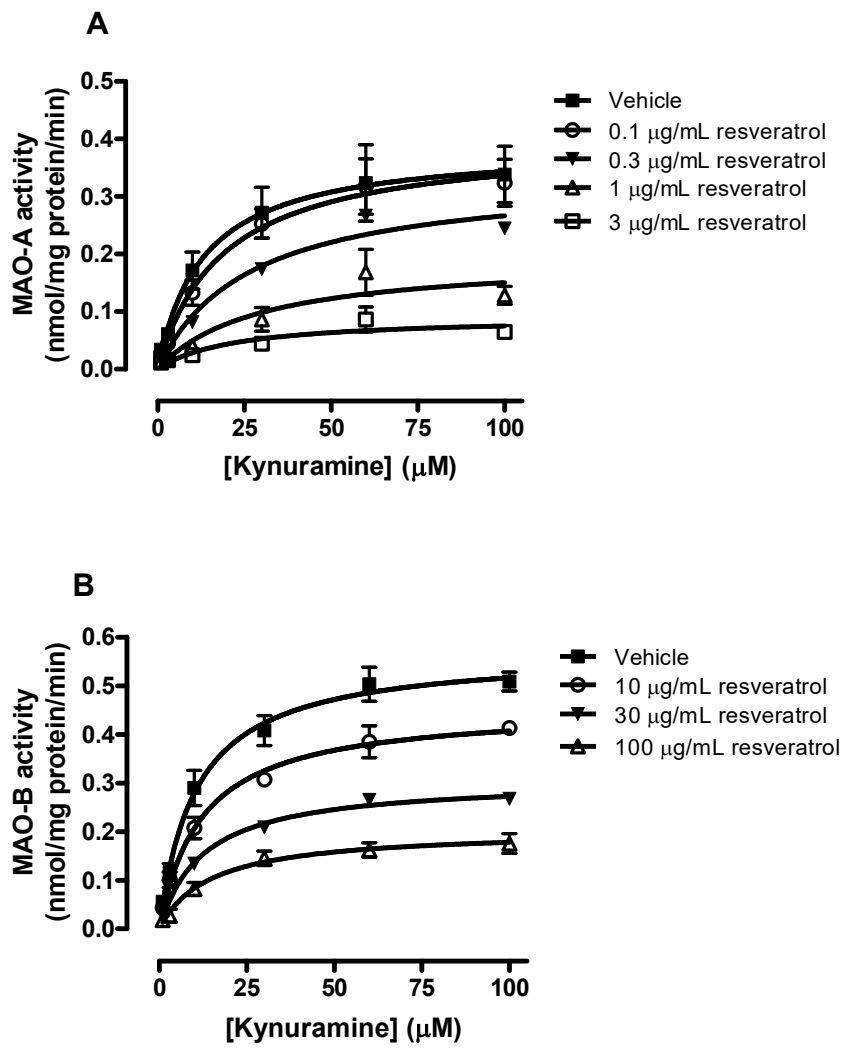 A
MAO-A activity
(nmol/mg protein/min)
0.5
0.4
0.3
0.2
0.1
0.0
0
25
50
75
100
[Kynuramine] (μM)
Vehicle
0.1 μg/mL resveratrol
0.3 μg/mL resveratrol
1 μg/mL resveratrol
3 μg/mL resveratrol
B
MAO-B activity
(nmol/mg protein/min)
0.6
0.5
0.4
0.3
0.2
0.1
0.0
0
25
50
75
100
[Kynuramine] (μM)
Vehicle
10 μg/mL resveratrol
30 μg/mL resveratrol
100 μg/mL resveratrol